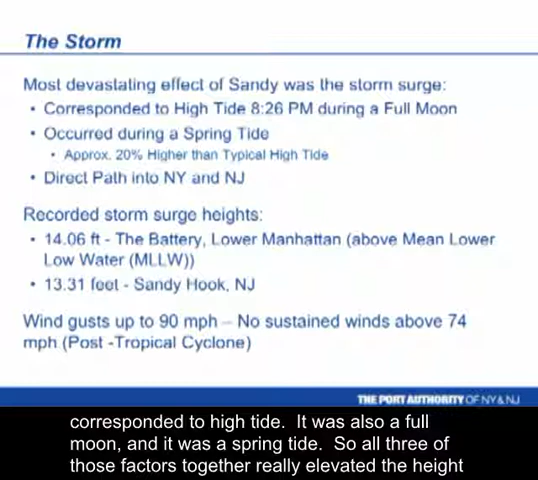 The Storm
Most devastating effect of Sandy was the storm surge:
• Corresponded to High Tide 8:26 PM during a Full Moon
• Occurred during a Spring Tide
• Approx. 20% Higher than Typical High Tide
• Direct Path into NY and NJ
Recorded storm surge heights:
• 14.06 ft - The Battery, Lower Manhattan (above Mean Lower
Low Water (MLLW))
• 13.31 feet - Sandy Hook, NJ
Wind gusts up to 90 mph – No sustained winds above 74
mph (Post -Tropical Cyclone)
THE PORT AUTHORITY OF NY & NJ
corresponded to high tide.  It was also a full
moon, and it was a spring tide.  So all three of
those factors together really elevated the height